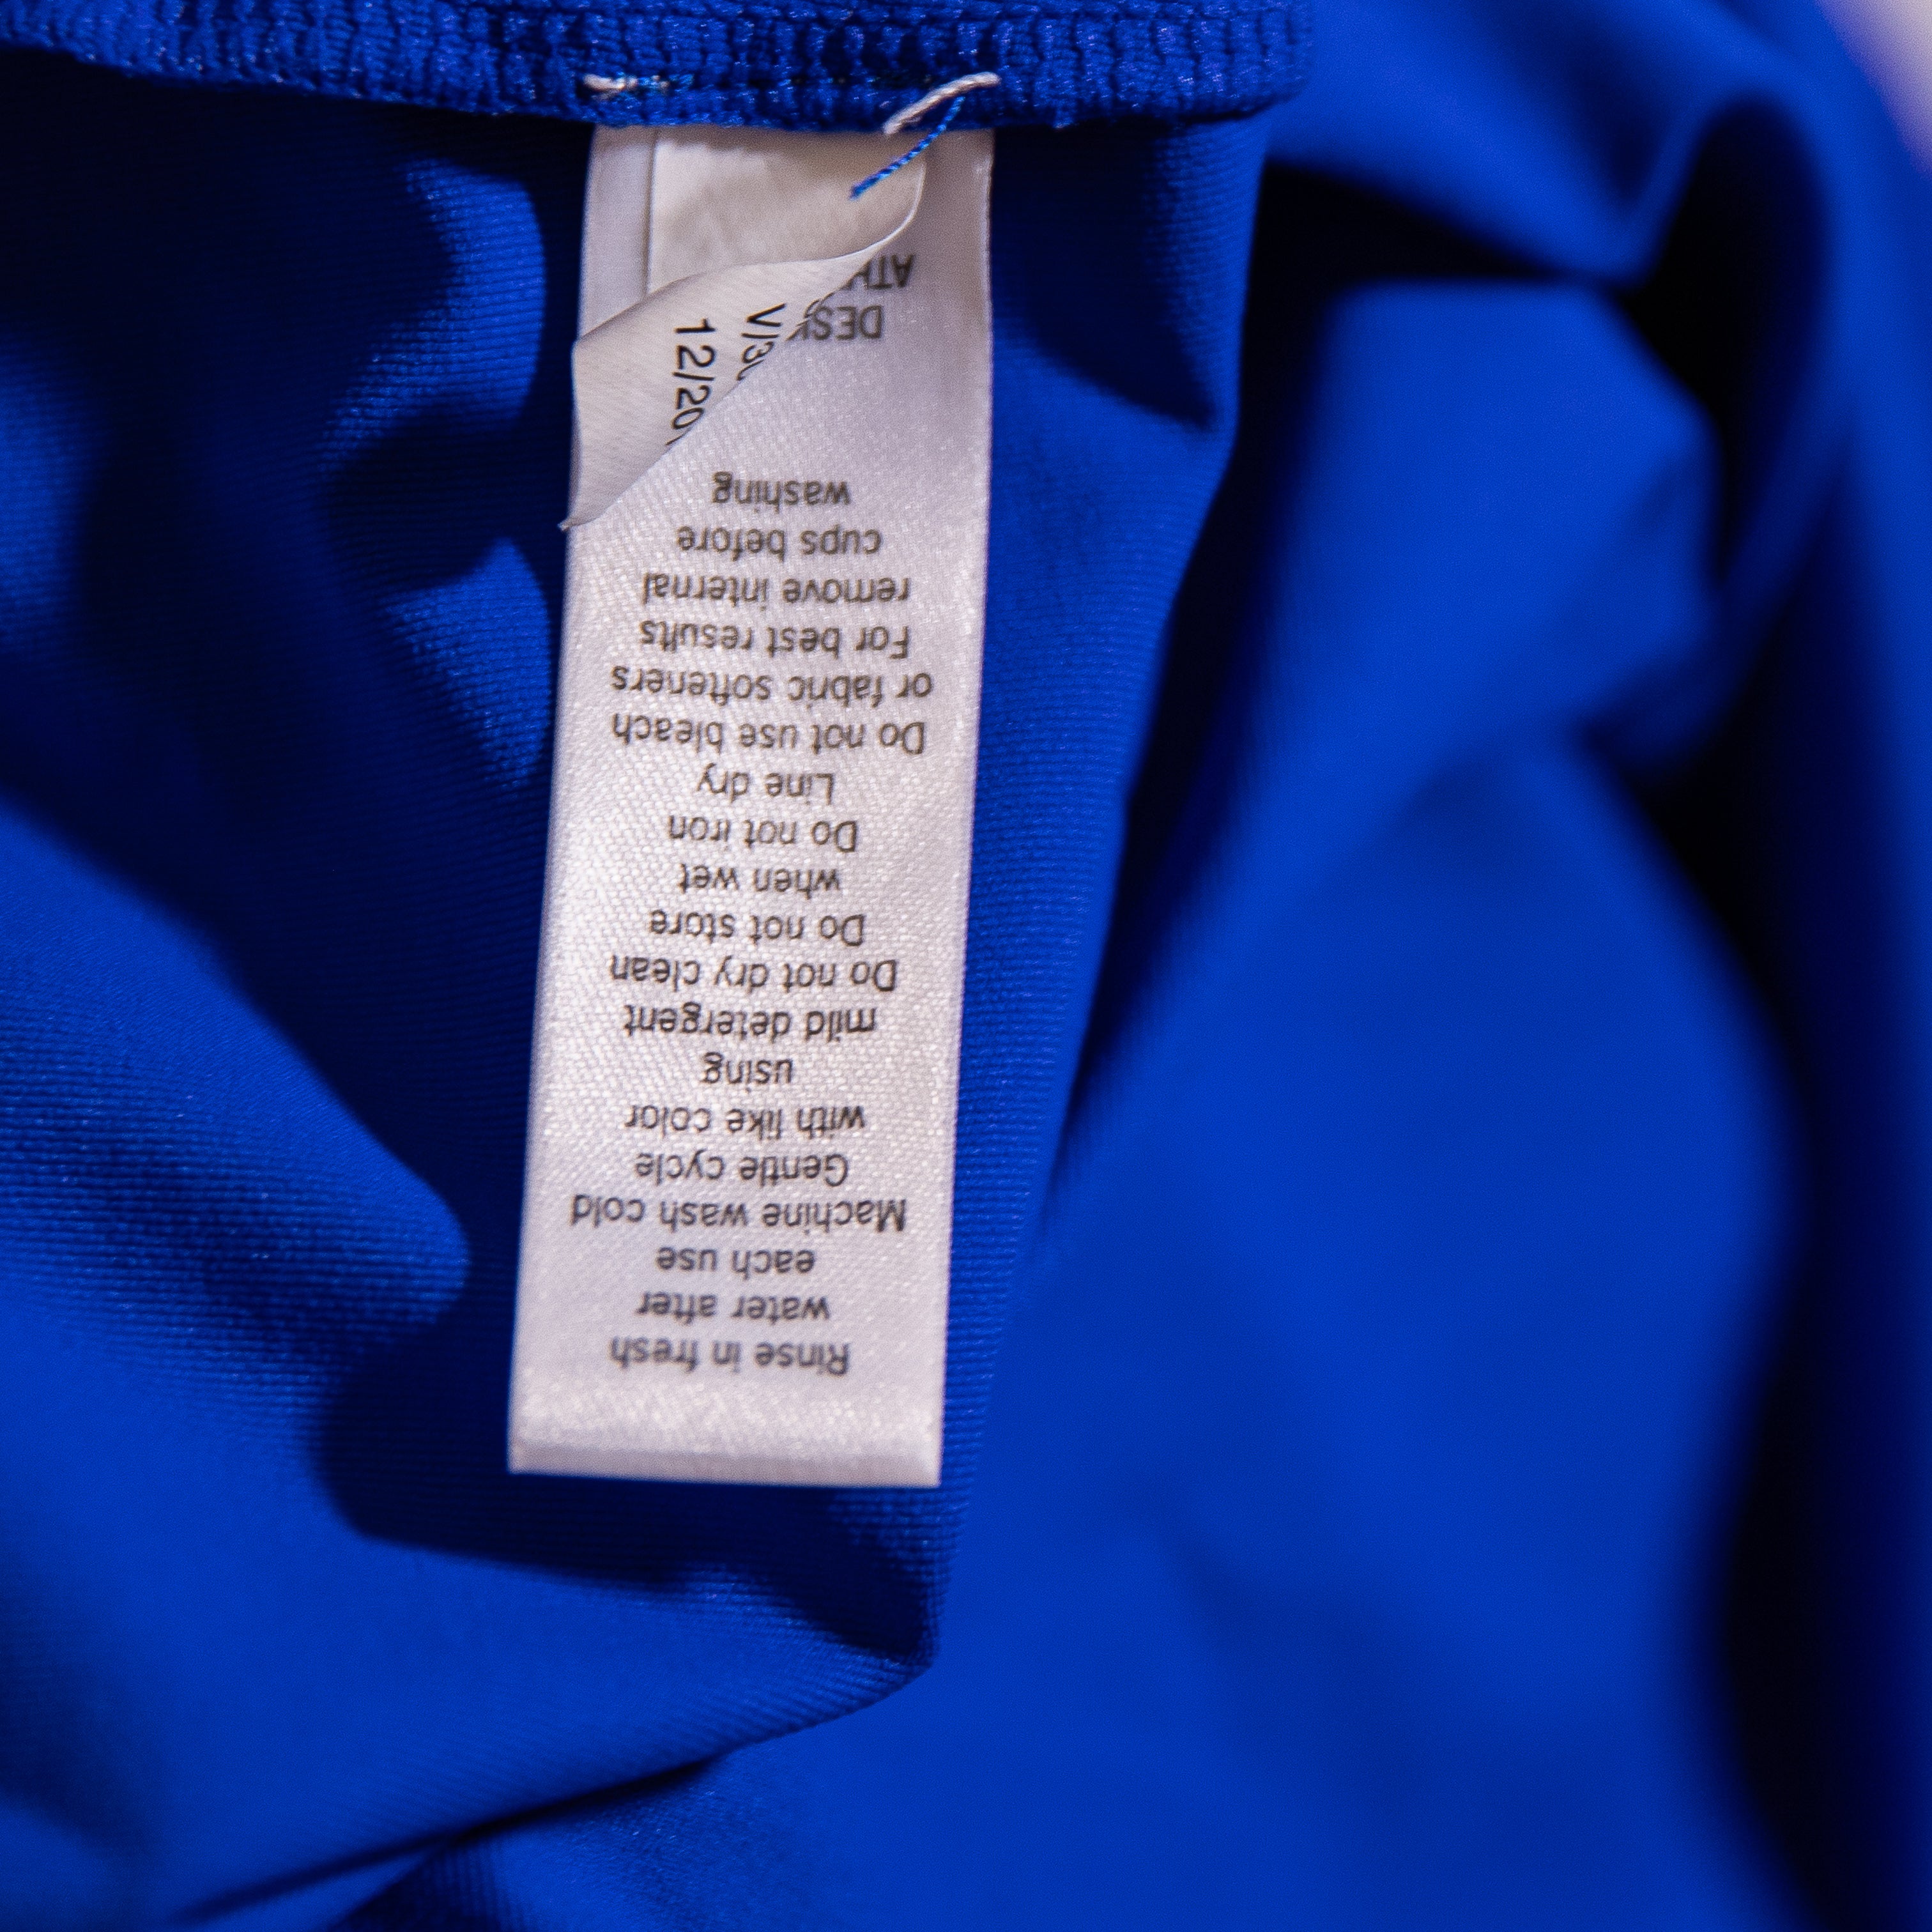 Rinse in fresh
water after
each use
Machine wash cold
Gentle cycle
with like color
using
mild detergent
Do not dry clean
Do not store
when wet
Do not iron
Line dry
Do not use bleach
or fabric softeners
For best results
remove internal
cups before
washing